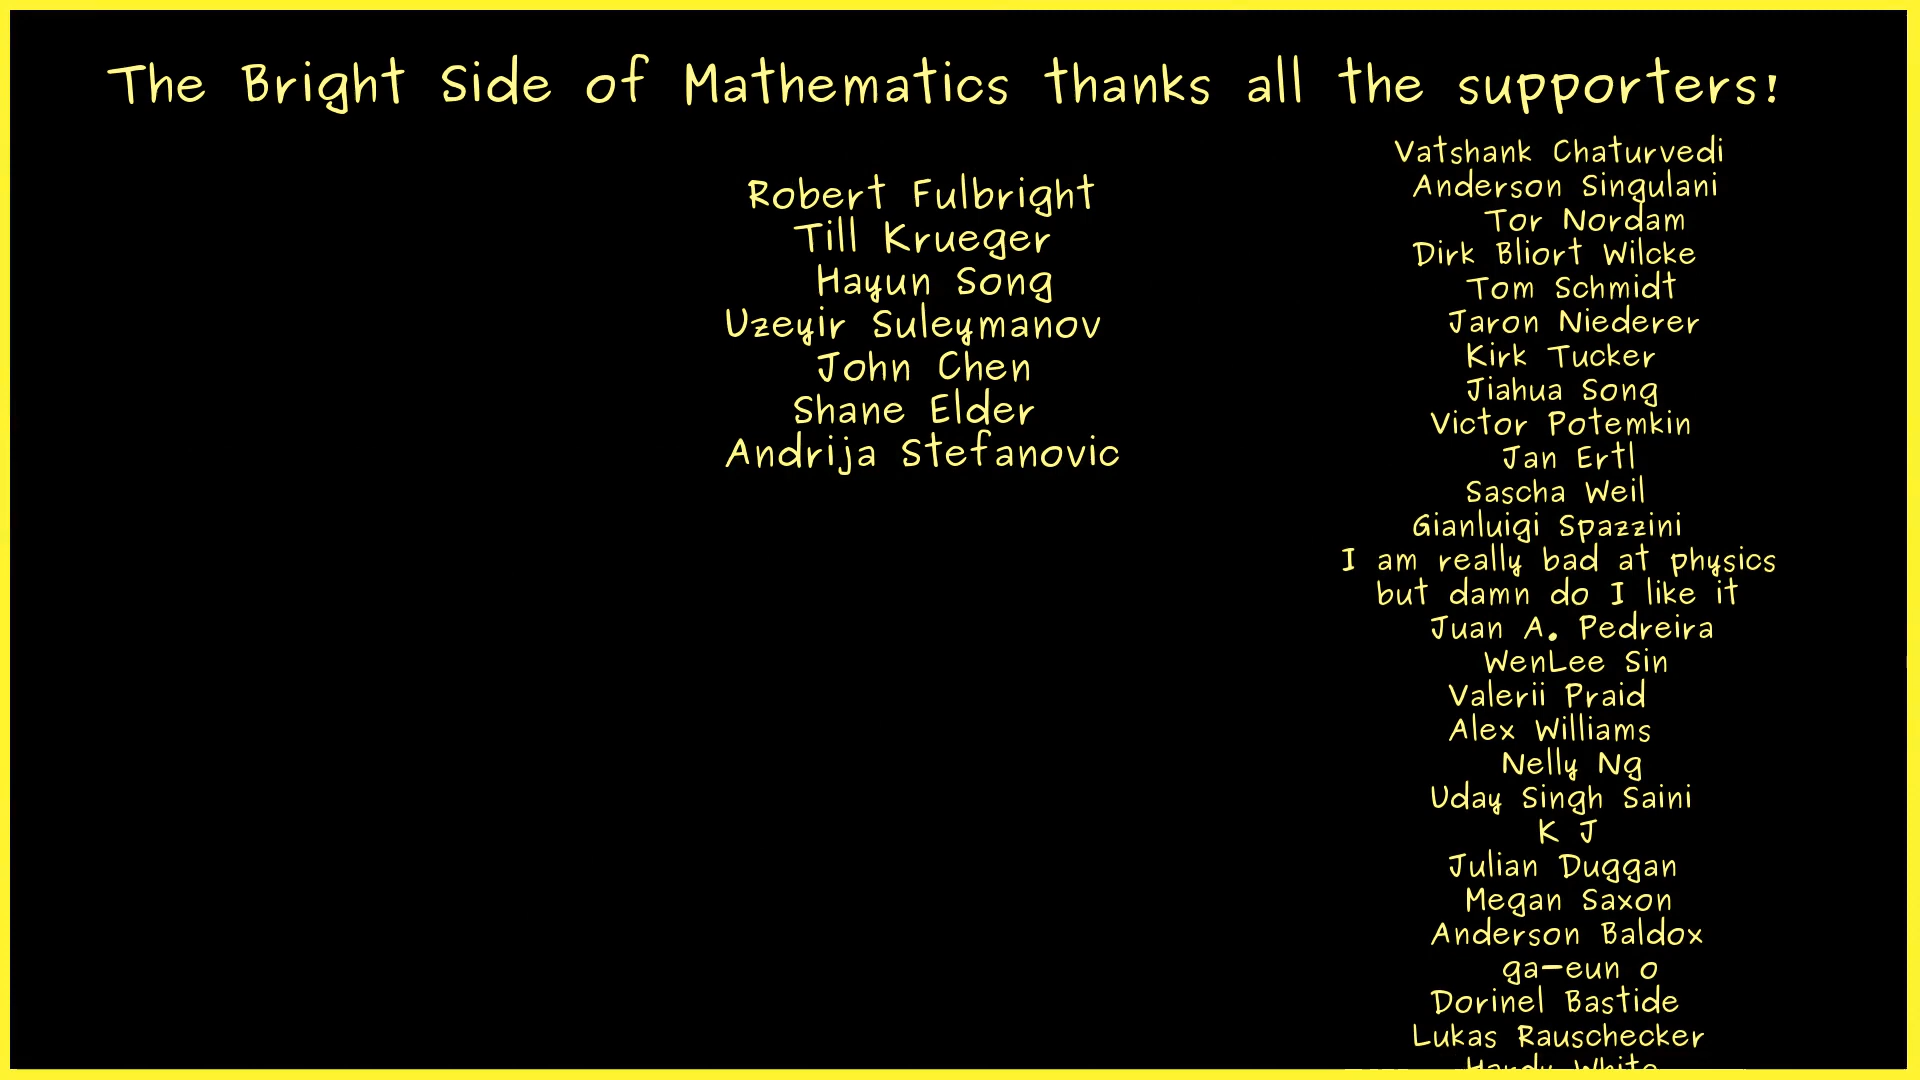 The Bright Side of Mathematics thanks all the supporters!
Robert Fulbright
Till Krueger
Hayun Song
Uzeyir Suleymanov
John Chen
Shane Elder
Andrija Stefanovic
Vatshank Chaturvedi
Anderson Singulani
Tor Nordam
Dirk Bliort Wilcke
Tom Schmidt
Jaron Niederer
Kirk Tucker
Jiahua Song
Victor Potemkin
Jan Ertl
Sascha Weil
Gianluigi Spazzini
I am really bad at physics
but damn do I like it
Juan A. Pedreira
WenLee Sin
Valerii Praid
Alex Williams
Nelly Ng
Uday Singh Saini
K J
Julian Duggan
Megan Saxon
Anderson Baldox
ga-eun o
Dorinel Bastide
Lukas Rauschecker
Hardy White